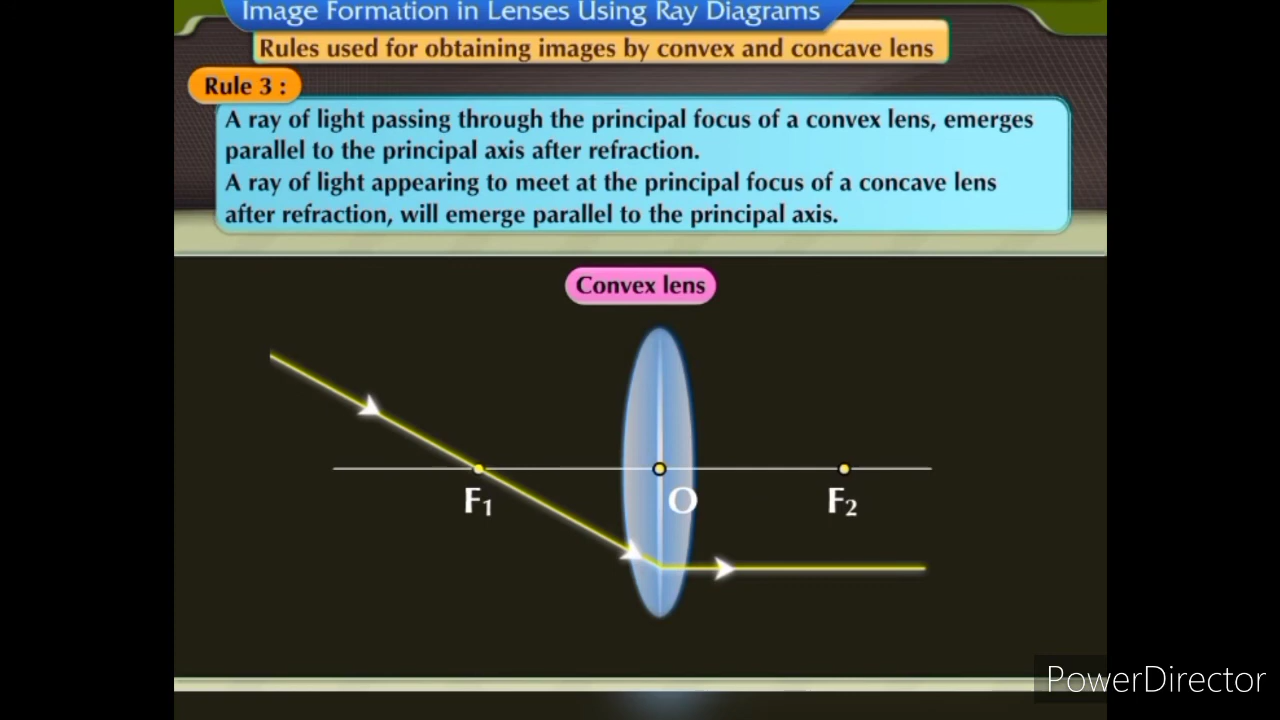 Image Formation in Lenses Using Ray Diagrams
Rules used for obtaining images by convex and concave lens
Rule 3 :
A ray of light passing through the principal focus of a convex lens, emerges
parallel to the principal axis after refraction.
A ray of light appearing to meet at the principal focus of a concave lens
after refraction, will emerge parallel to the principal axis.
Convex lens
F₁ O F₂
PowerDirector